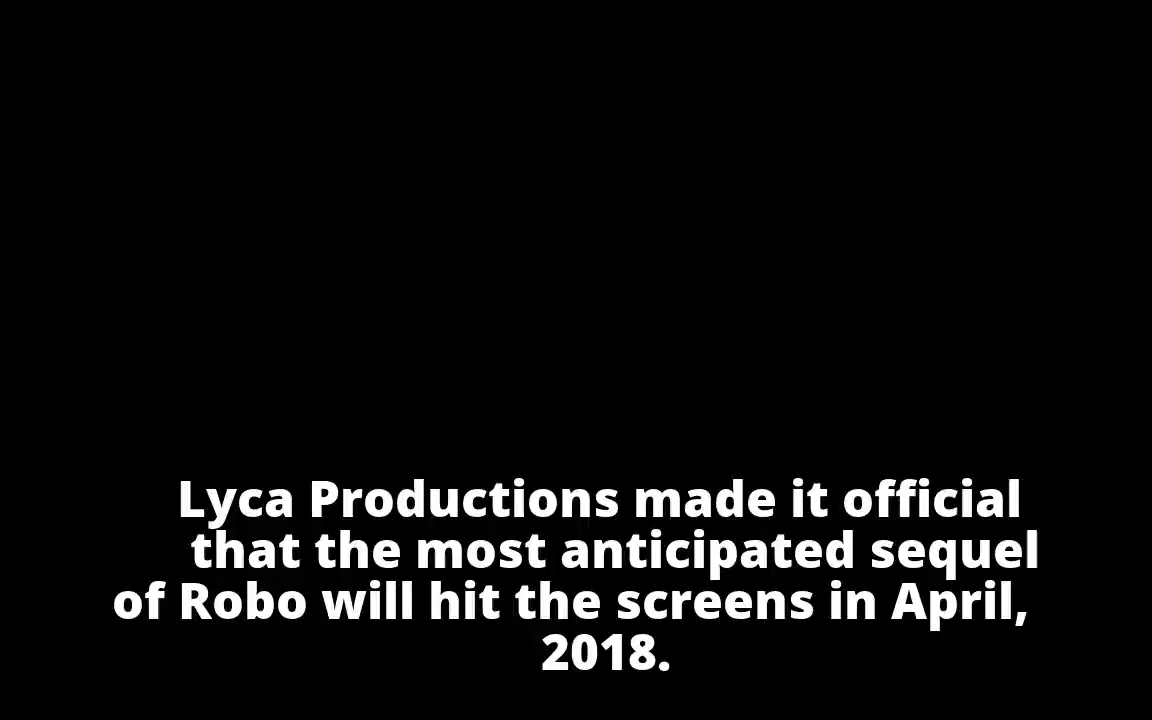 Lyca Productions made it official
that the most anticipated sequel
of Robo will hit the screens in April,
2018.